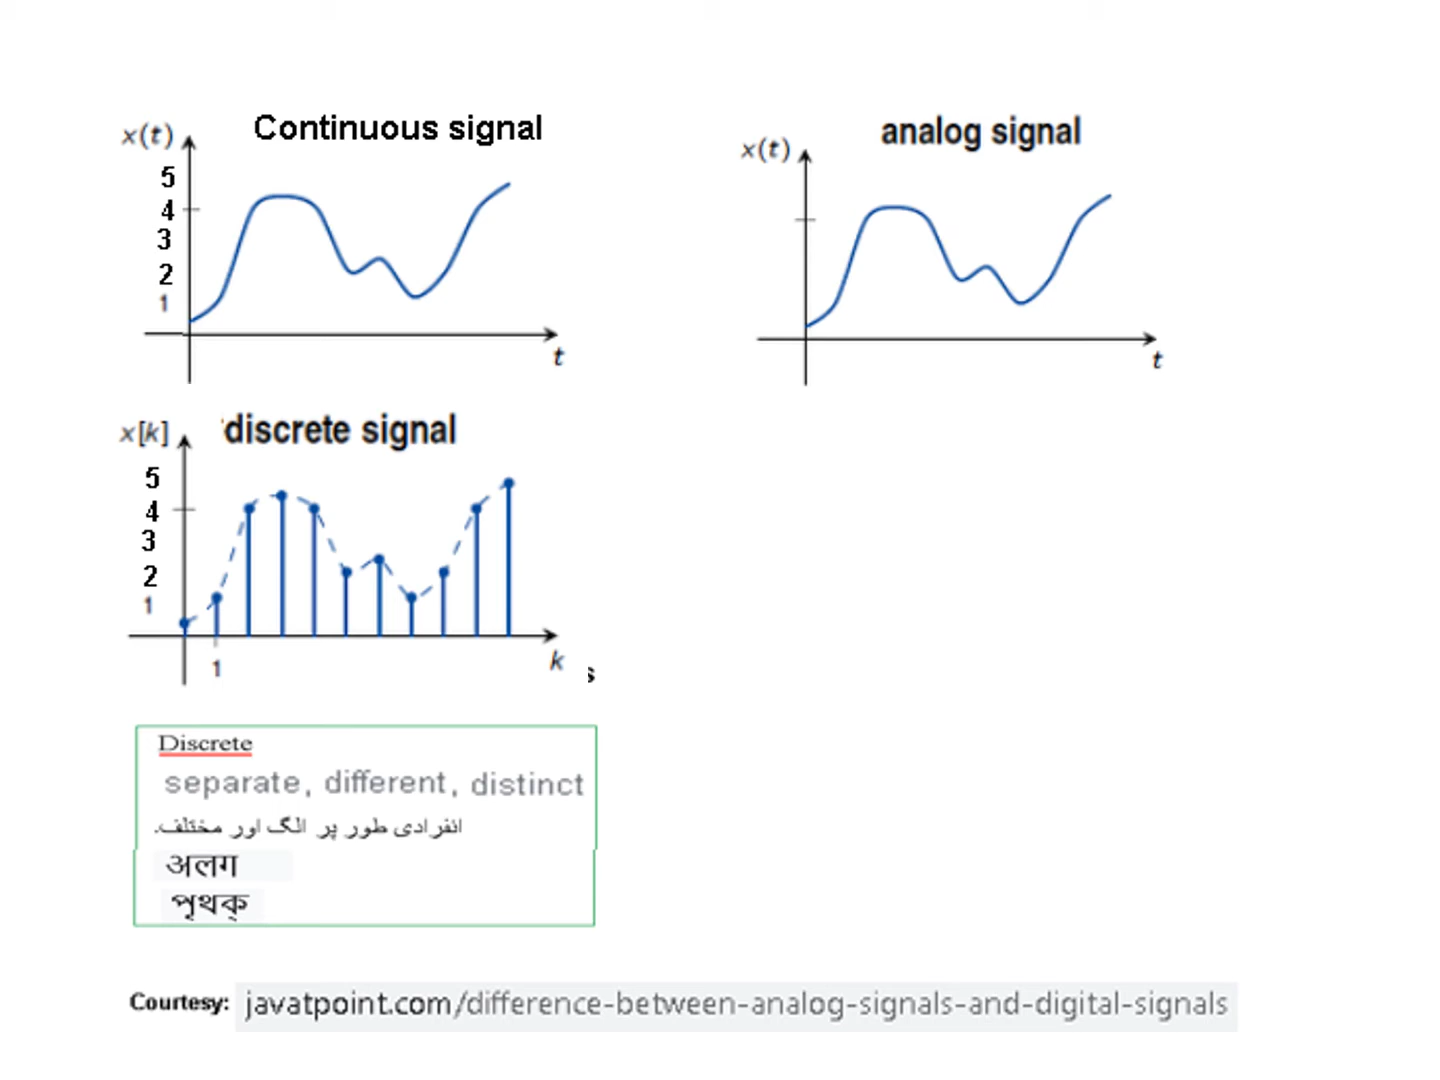 Continuous signal
x(t)
5
4
3
2
1
t
analog signal
x(t)
t
discrete signal
x[k]
5
4
3
2
1
1
k
s
Discrete
separate, different, distinct
انفرادی طور پر الگ اور مختلف.
अलग
পৃথক্
Courtesy: javatpoint.com/difference-between-analog-signals-and-digital-signals